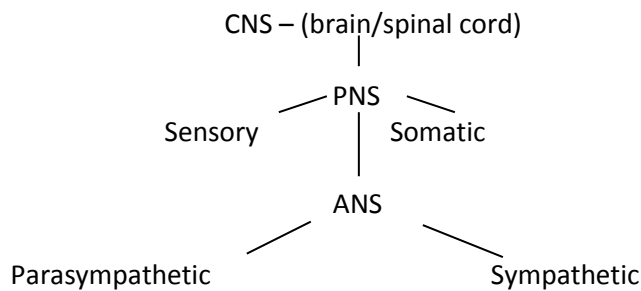 CNS – (brain/spinal cord)
PNS
Sensory Somatic
ANS
Parasympathetic Sympathetic